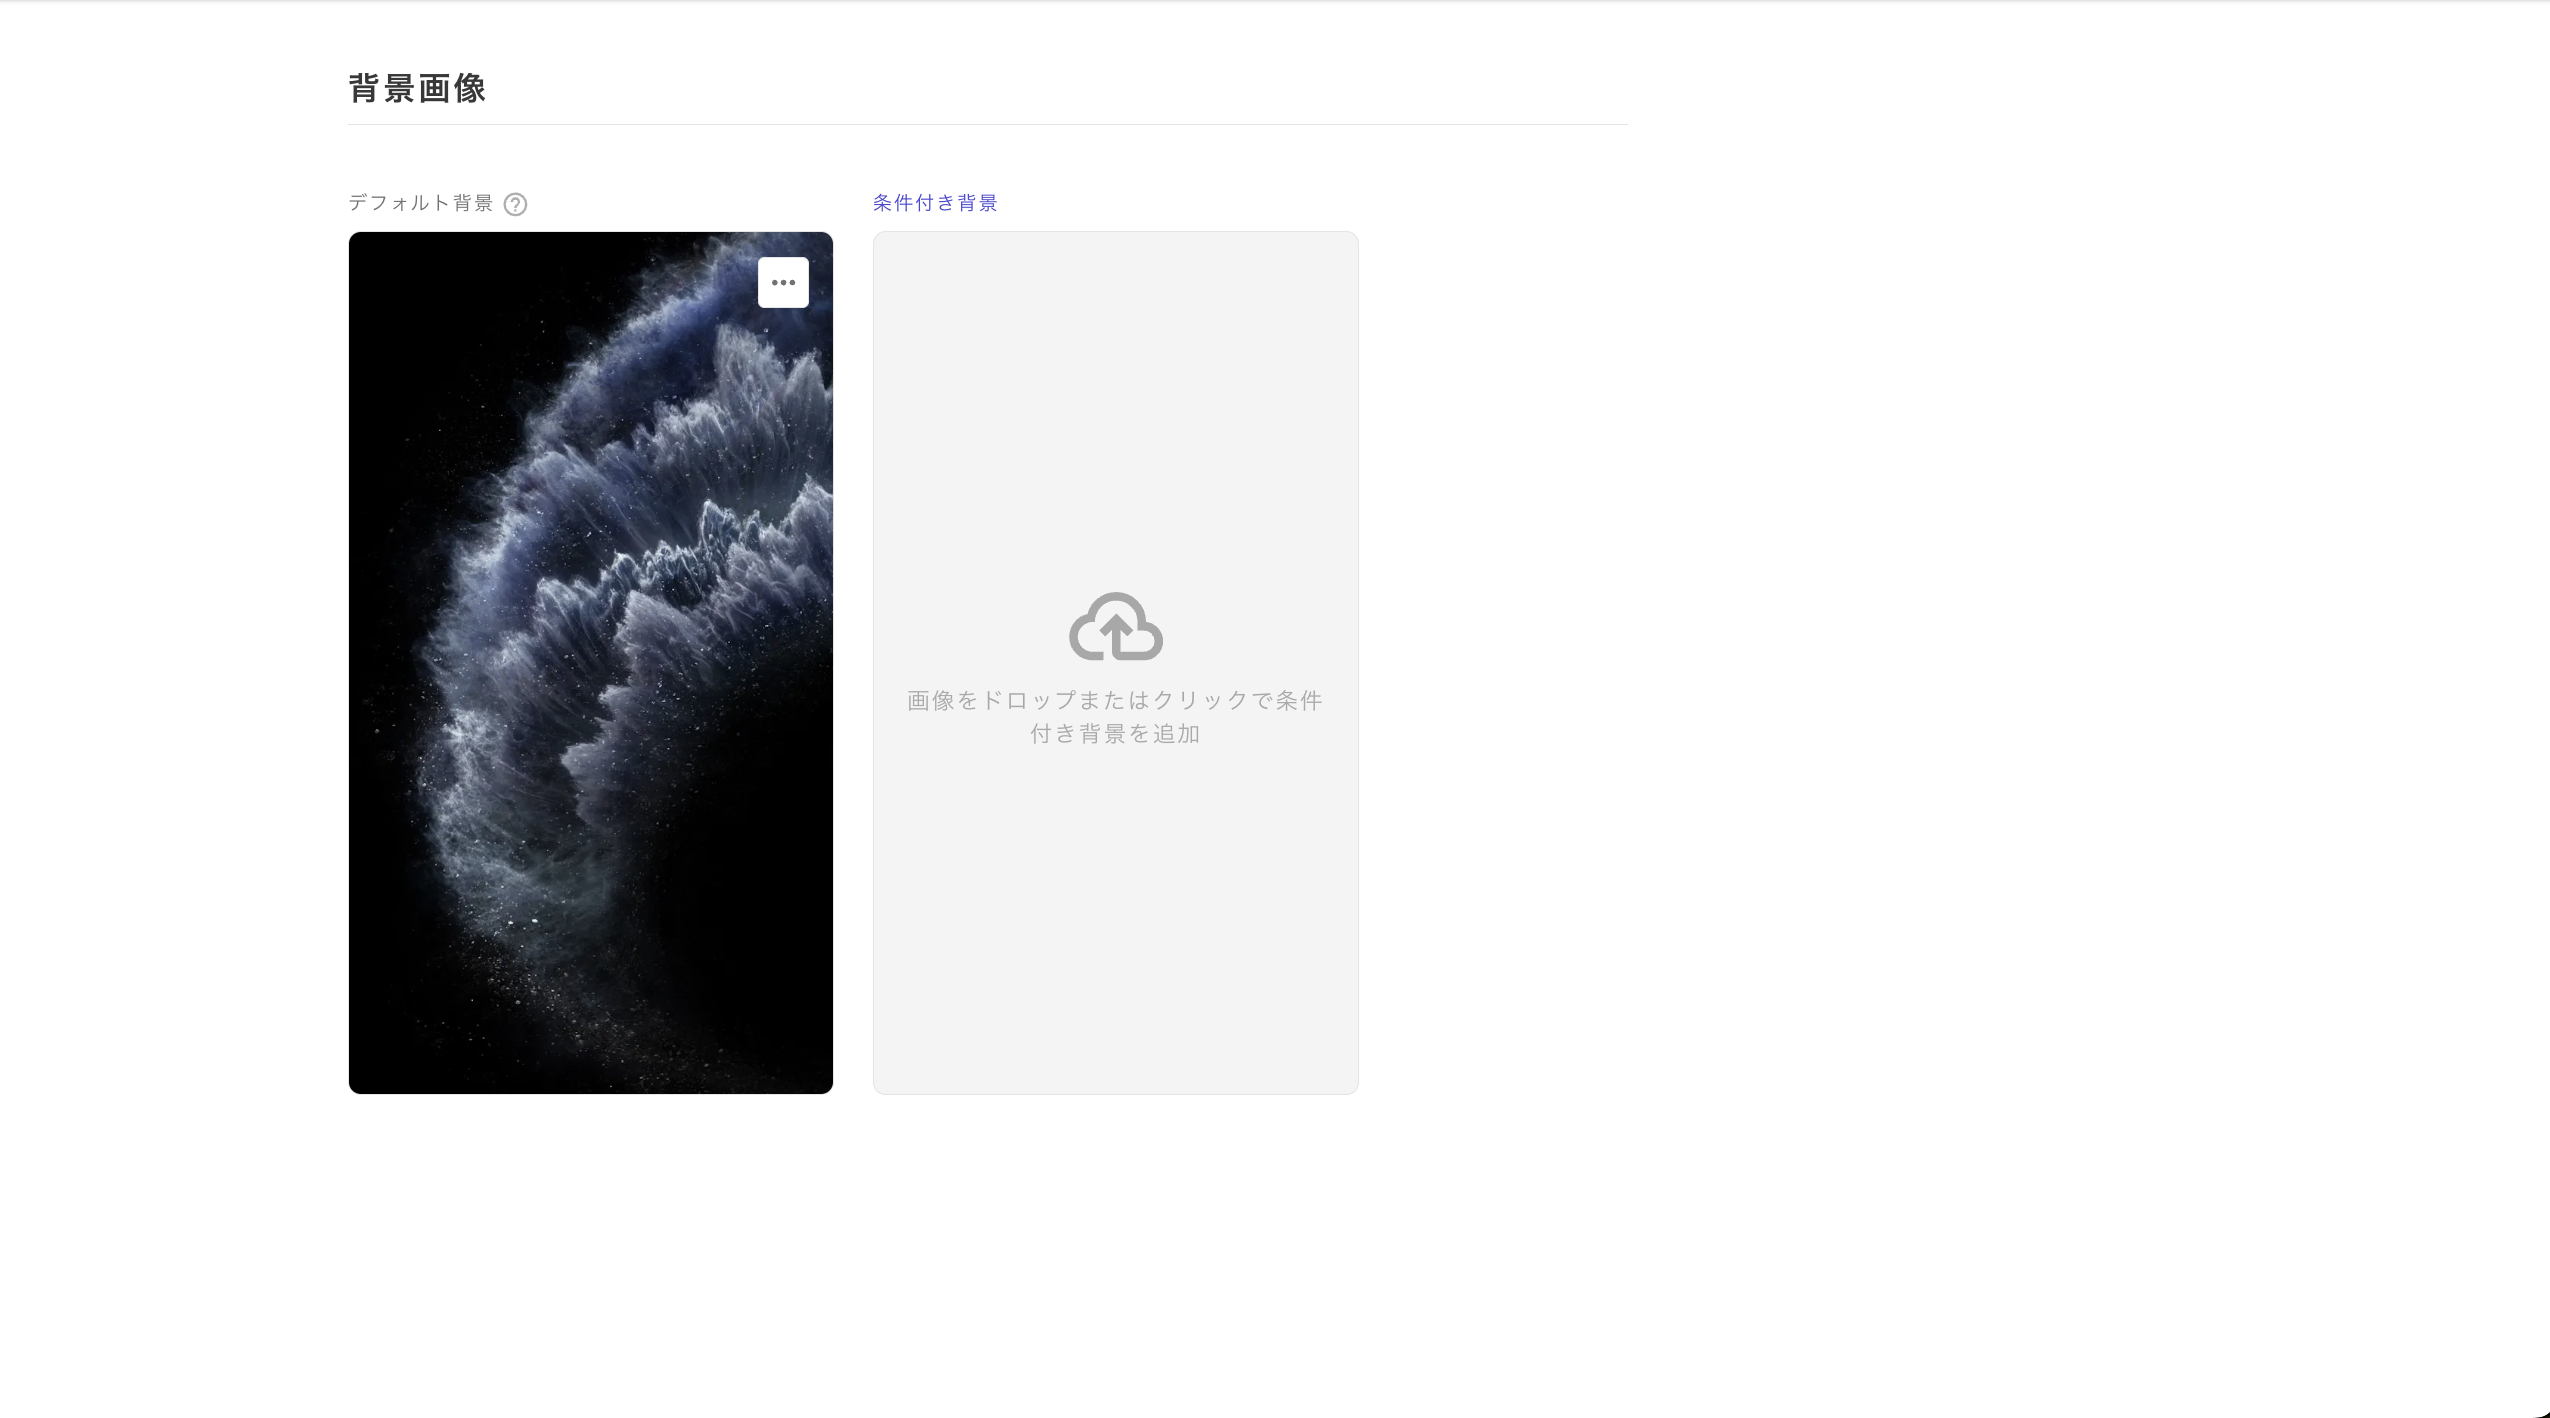 背景画像
デフォルト背景
条件付き背景
画像をドロップまたはクリックで条件
付き背景を追加